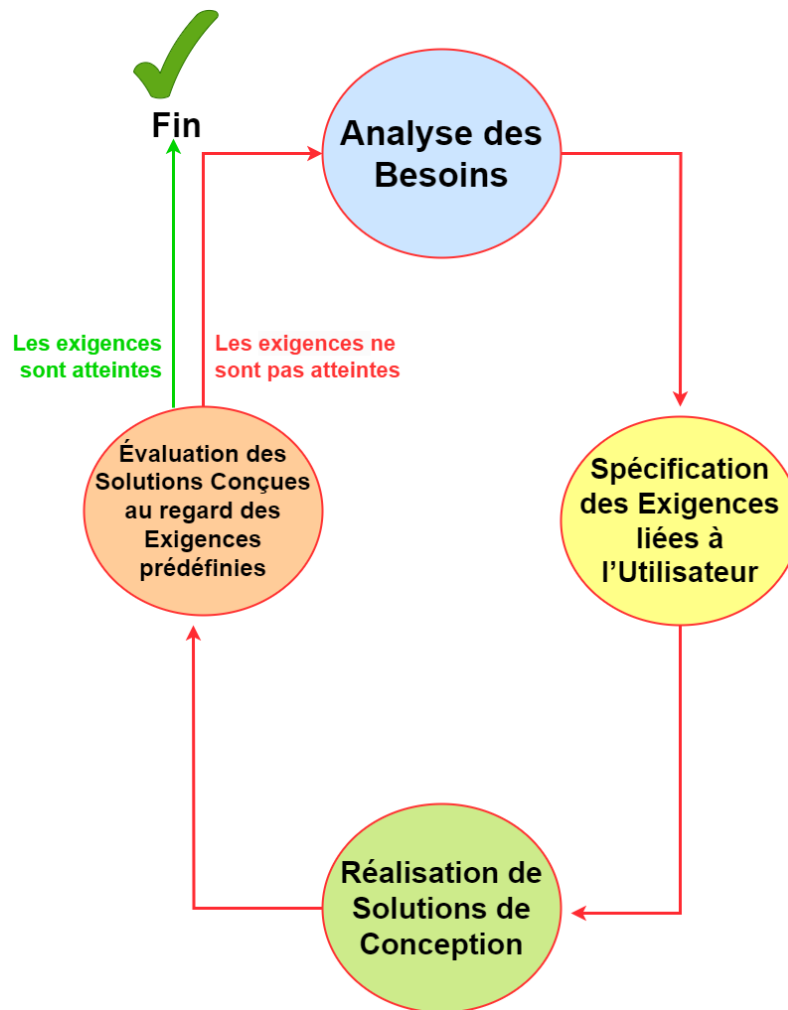 Fin
Analyse des
Besoins
Les exigences
sont atteintes
Les exigences ne
sont pas atteintes
Évaluation des
Solutions Conçues
au regard des
Exigences
prédéfinies
Spécification
des Exigences
liées à
l’Utilisateur
Réalisation de
Solutions de
Conception